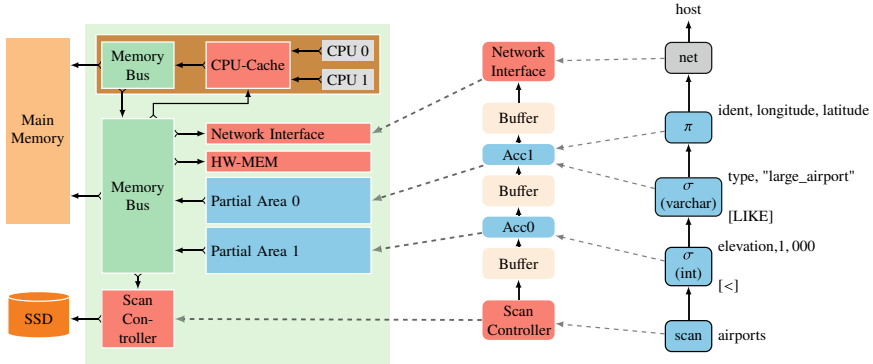 host
Main
Memory
Memory
Bus
CPU-Cache
CPU 0
CPU 1
Network
Interface
net
Memory
Bus
Network Interface
HW-MEM
Partial Area 0
Partial Area 1
Buffer
Acc1
Buffer
Acc0
Buffer
ident, longitude, latitude
π
type, "large_airport"
σ
(varchar)
[LIKE]
elevation,1, 000
σ
(int)
[<]
SSD
Scan
Con-
troller
Scan
Controller
scan
airports